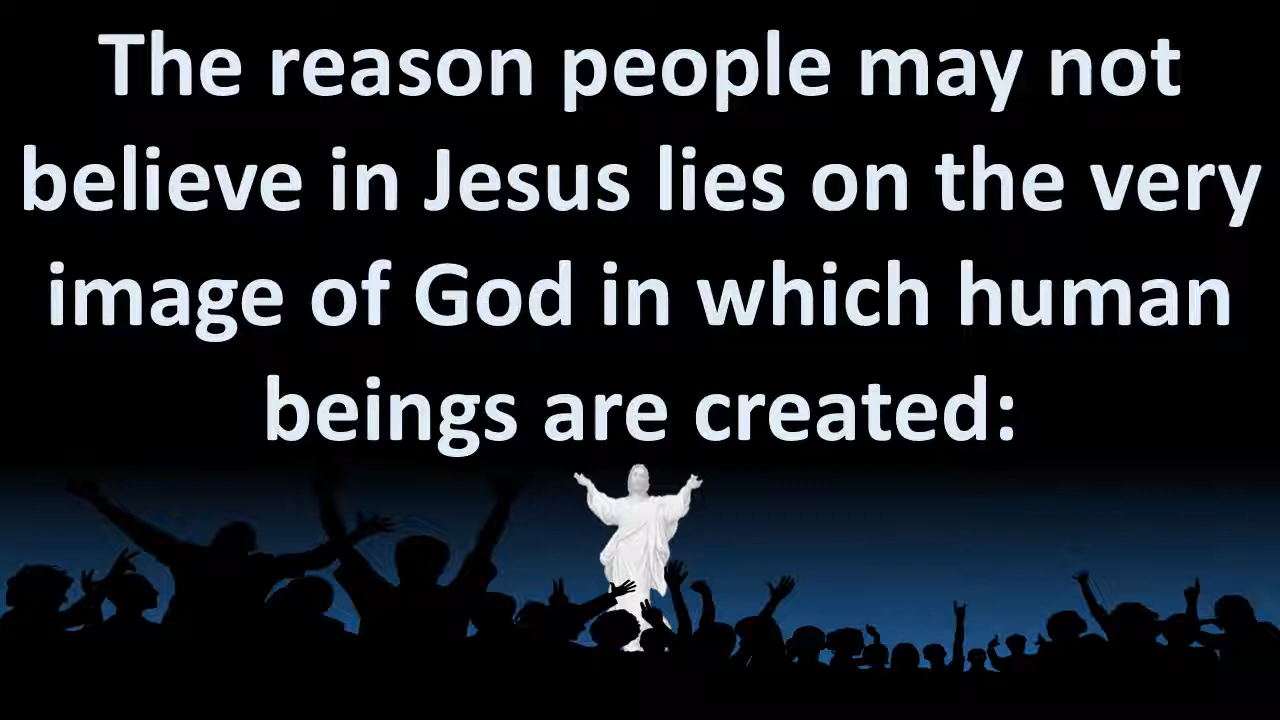 The reason people may not
believe in Jesus lies on the very
image of God in which human
beings are created: